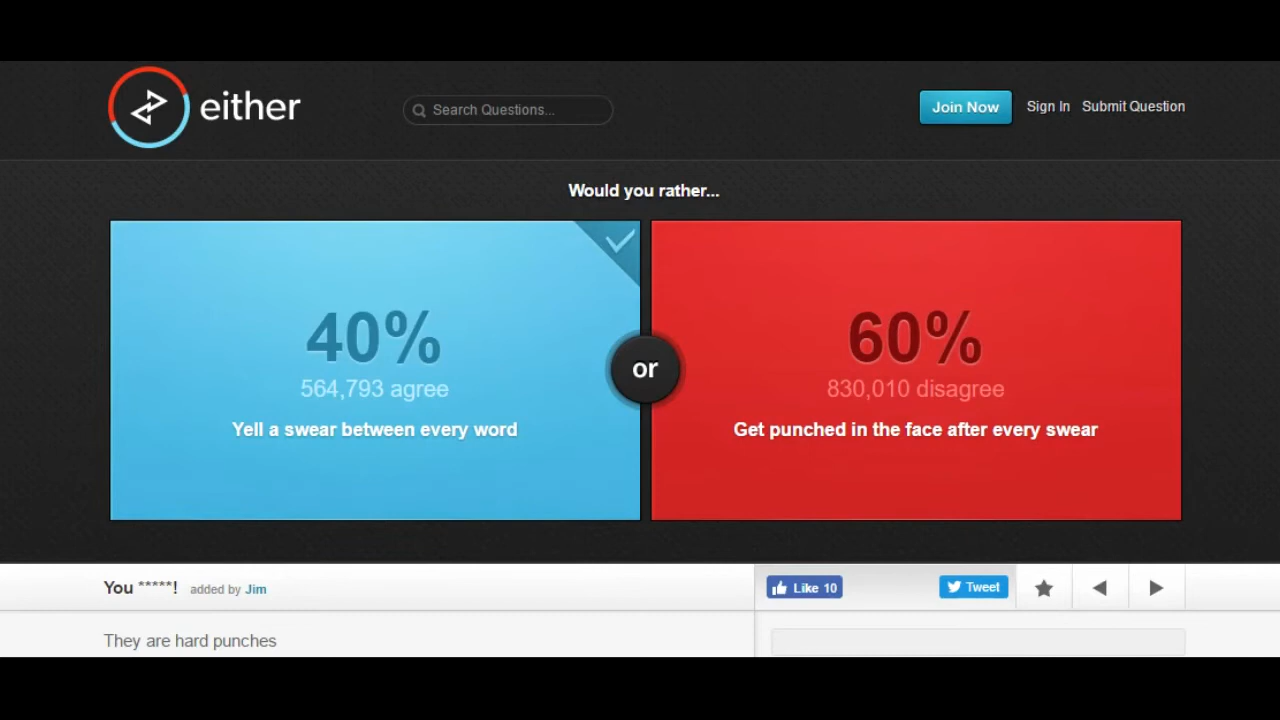 either
Search Questions...
Join Now
Sign In
Submit Question
Would you rather...
40%
564,793 agree
Yell a swear between every word
or
60%
830,010 disagree
Get punched in the face after every swear
You *****! added by Jim
Like 10
Tweet
They are hard punches